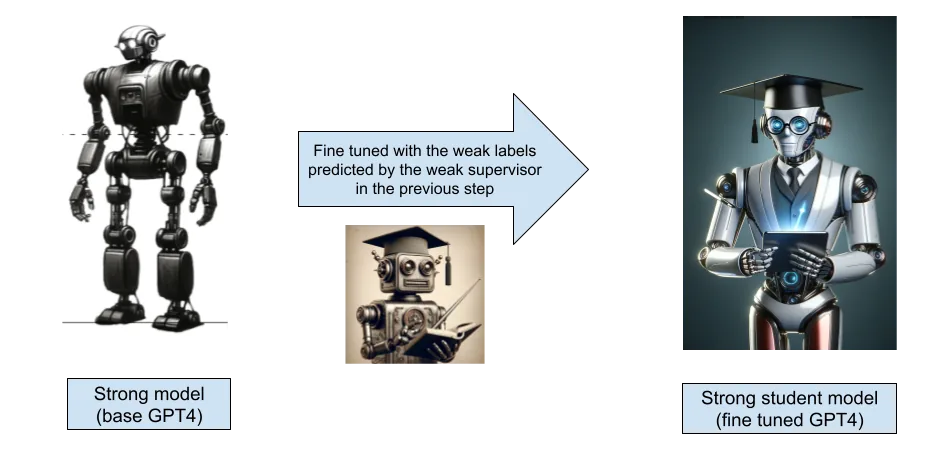 Fine tuned with the weak labels
predicted by the weak supervisor
in the previous step
Strong model
(base GPT4)
Strong student model
(fine tuned GPT4)